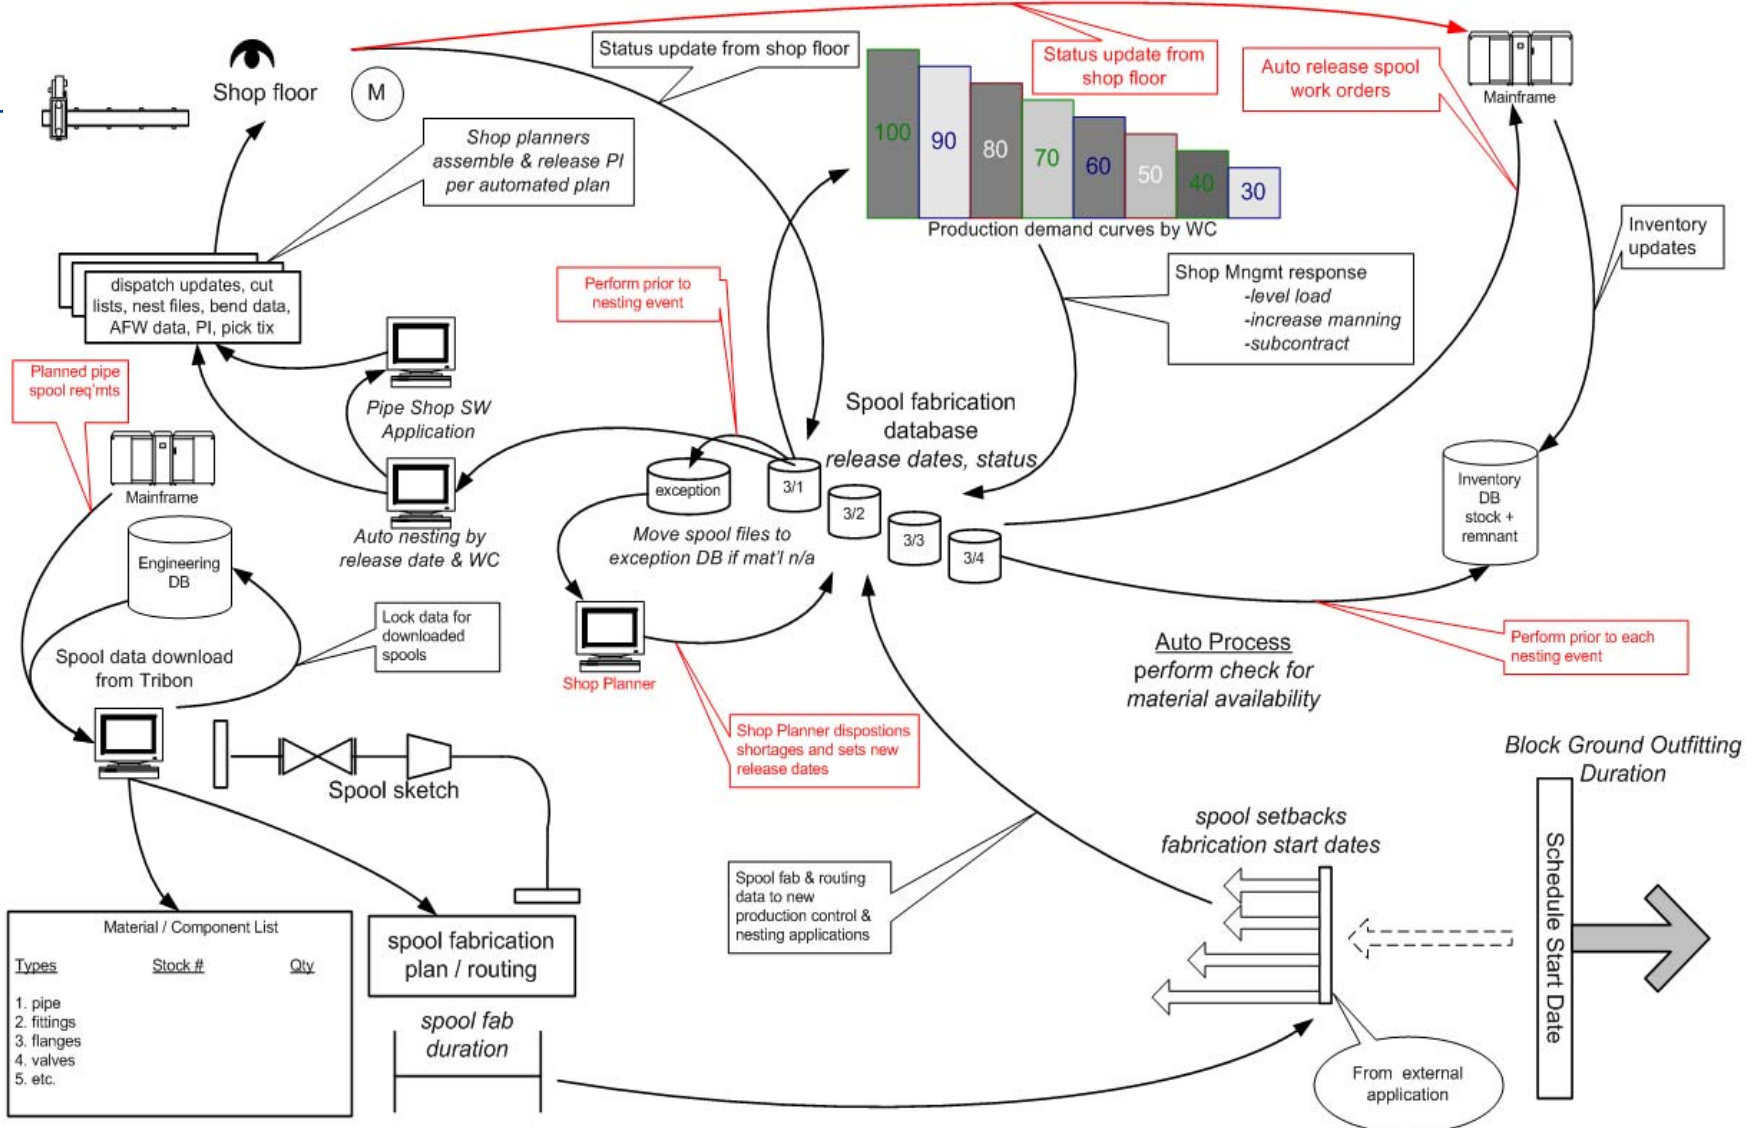 Shop floor
M
Status update from shop floor
Status update from
shop floor
Auto release spool
work orders
Mainframe
Shop planners
assemble & release PI
per automated plan
100
90
80
70
60
50
40
30
Production demand curves by WC
Inventory
updates
Shop Mngmt response
-level load
-increase manning
-subcontract
dispatch updates, cut
lists, nest files, bend data,
AFW data, PI, pick tix
Perform prior to
nesting event
Planned pipe
spool req'mts
Pipe Shop SW
Application
Mainframe
Spool fabrication
database
release dates, status
exception
3/1
3/2
3/3
3/4
Inventory
DB
stock +
remnant
Auto nesting by
release date & WC
Move spool files to
exception DB if mat'l n/a
Engineering
DB
Lock data for
downloaded
spools
Spool data download
from Tribon
Shop Planner
Auto Process
perform check for
material availability
Perform prior to each
nesting event
Shop Planner dispostions
shortages and sets new
release dates
Spool sketch
Block Ground Outfitting
Duration
spool setbacks
fabrication start dates
Schedule Start Date
Spool fab & routing
data to new
production control &
nesting applications
Material / Component List
Types Stock # Qty
1. pipe
2. fittings
3. flanges
4. valves
5. etc.
spool fabrication
plan / routing
spool fab
duration
From external
application